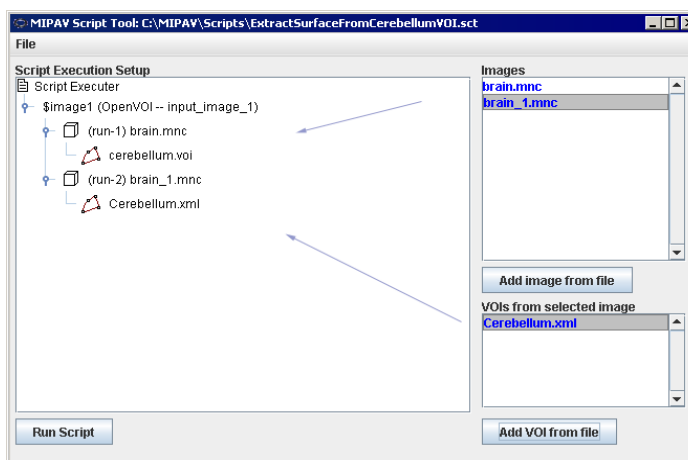 MIPAV Script Tool: C:\MIPAV\Scripts\ExtractSurfaceFromCerebellumVOI.sct
File
Script Execution Setup
Script Executer
$image1 (OpenVOI -- input_image_1)
(run-1) brain.mnc
cerebellum.voi
(run-2) brain_1.mnc
Cerebellum.xml
Run Script
Images
brain.mnc
brain_1.mnc
Add image from file
VOIs from selected image
Cerebellum.xml
Add VOI from file